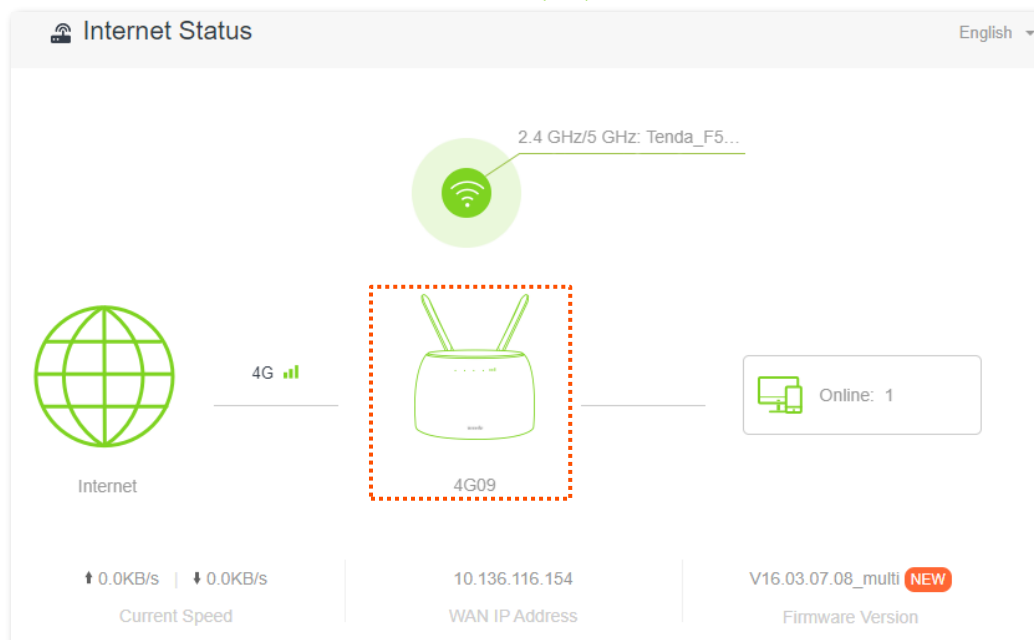 Internet Status
English
2.4 GHz/5 GHz: Tenda_F5...
4G
Online: 1
Internet
4G09
0.0KB/s | 0.0KB/s
10.136.116.154
V16.03.07.08_multi NEW
Current Speed
WAN IP Address
Firmware Version